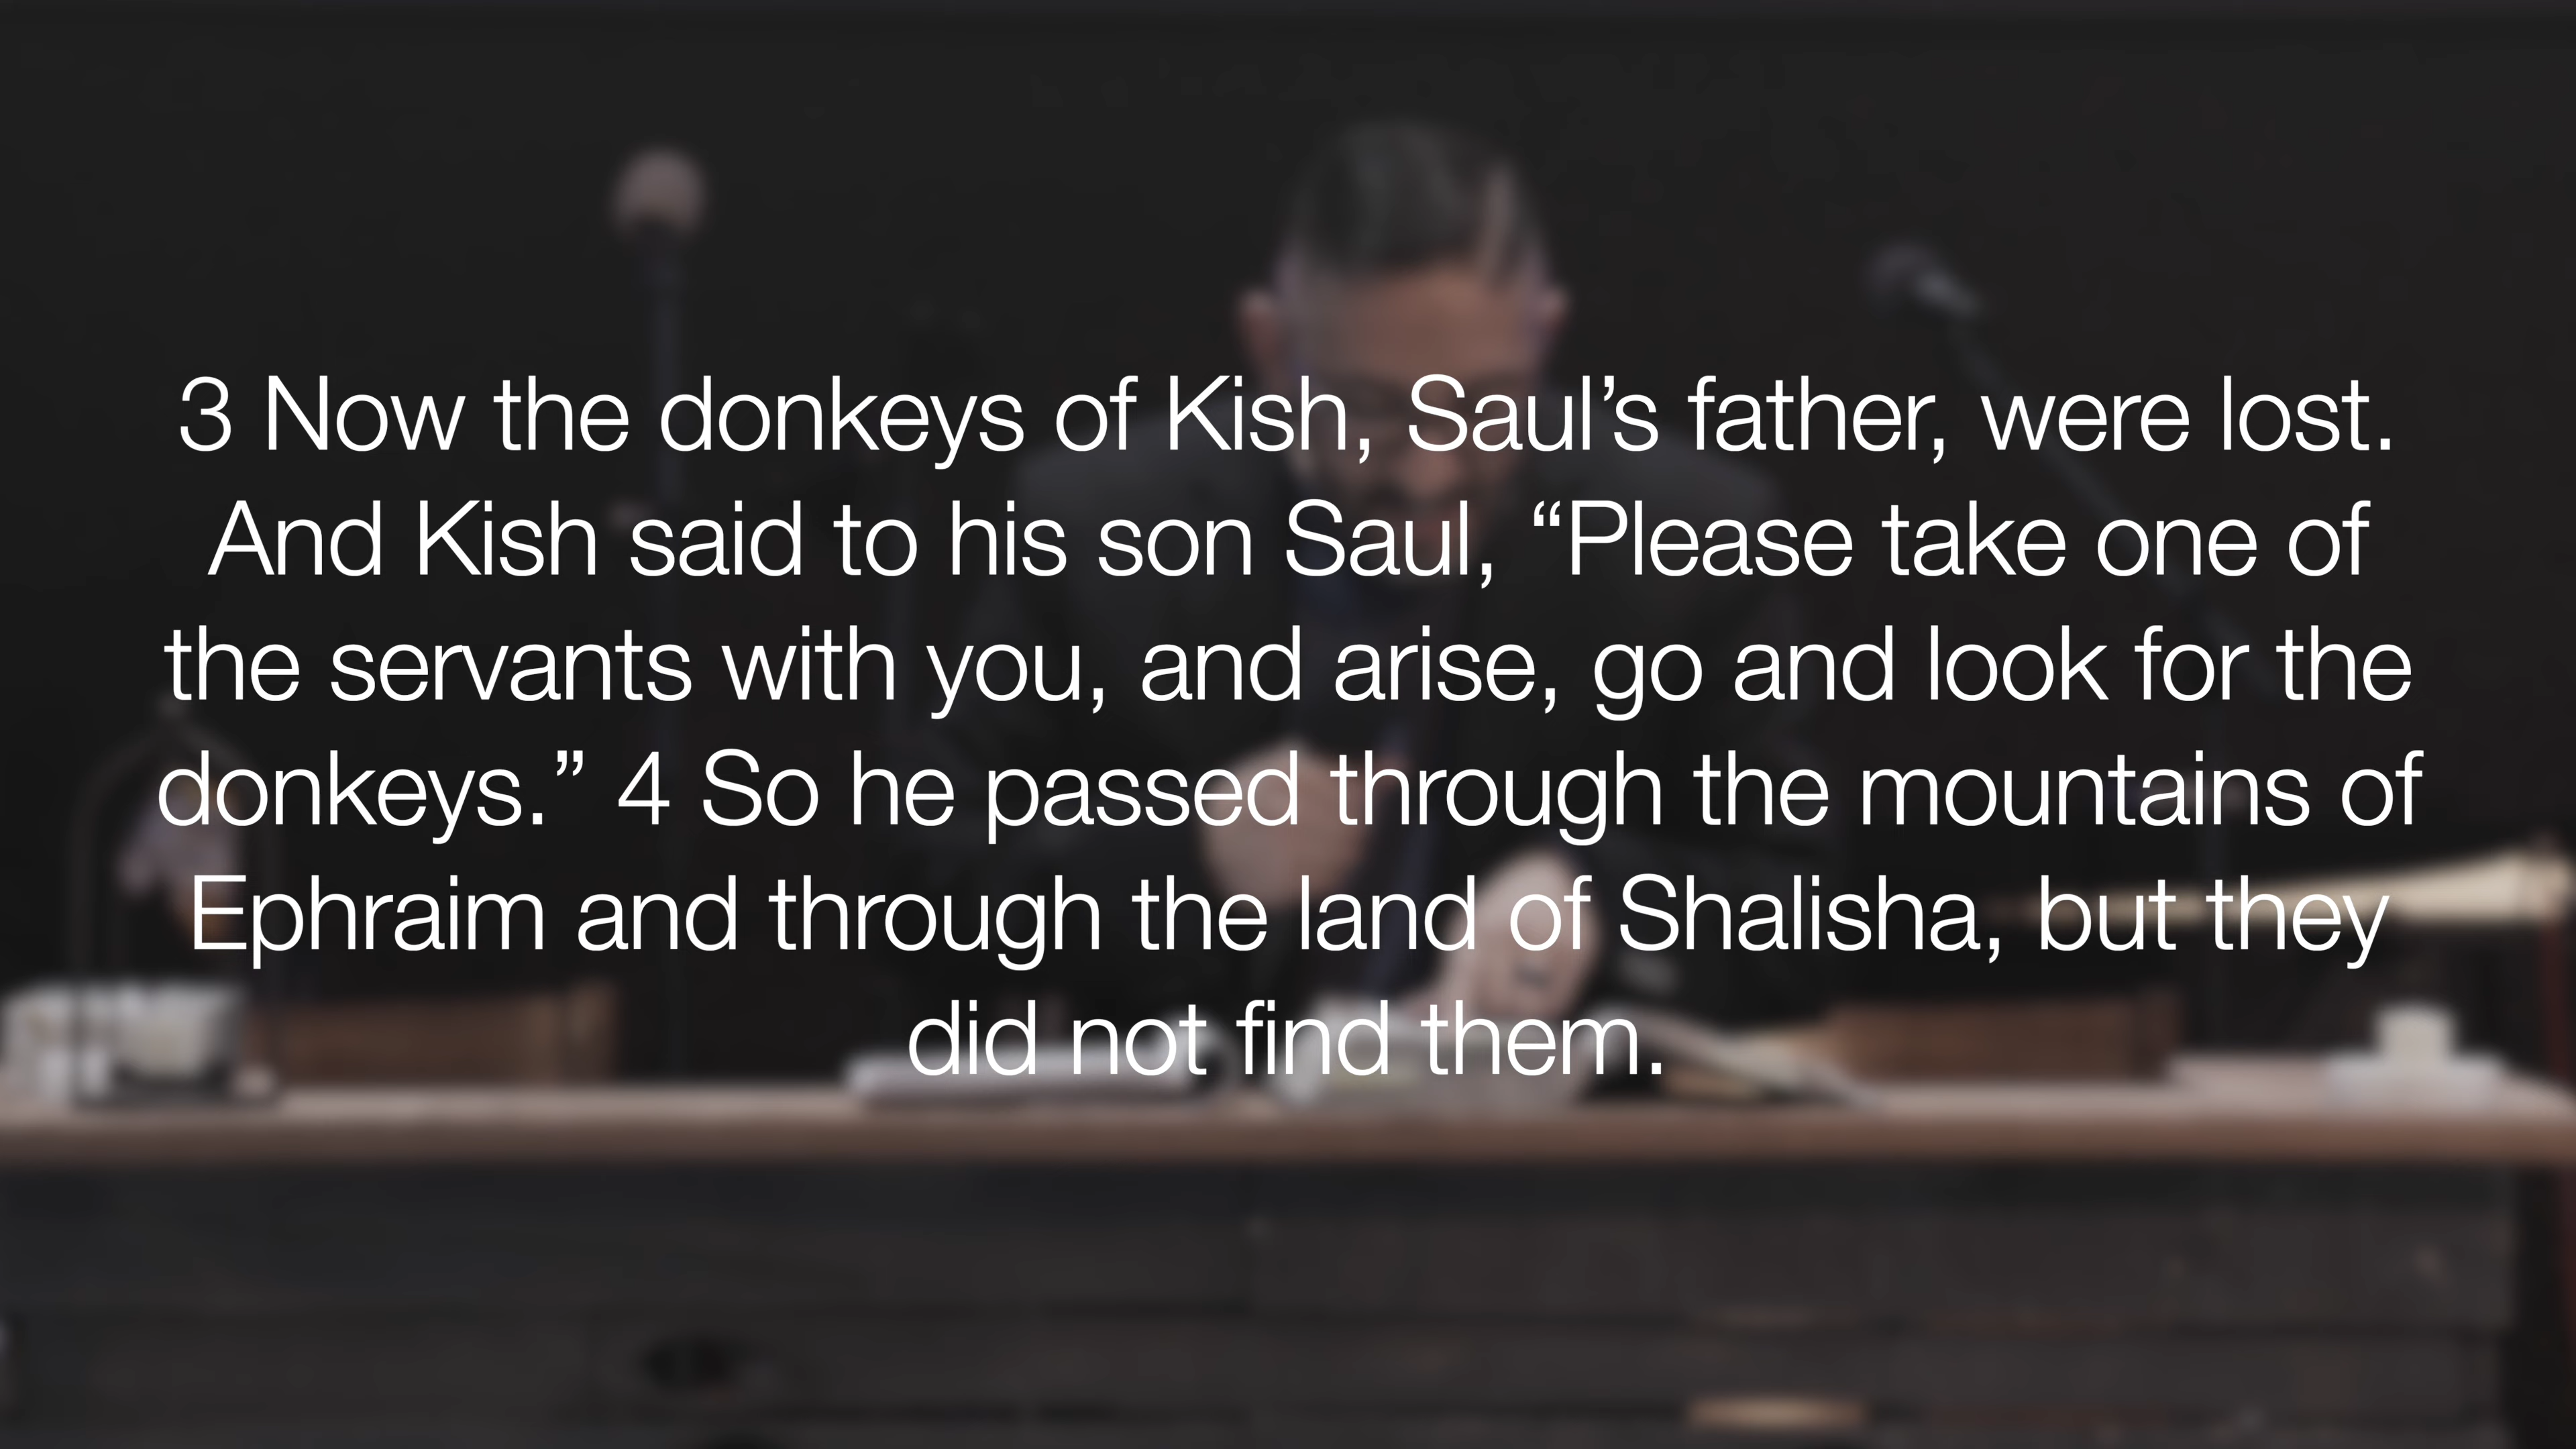 3 Now the donkeys of Kish, Saul’s father, were lost.
And Kish said to his son Saul, “Please take one of
the servants with you, and arise, go and look for the
donkeys.” 4 So he passed through the mountains of
Ephraim and through the land of Shalisha, but they
did not find them.